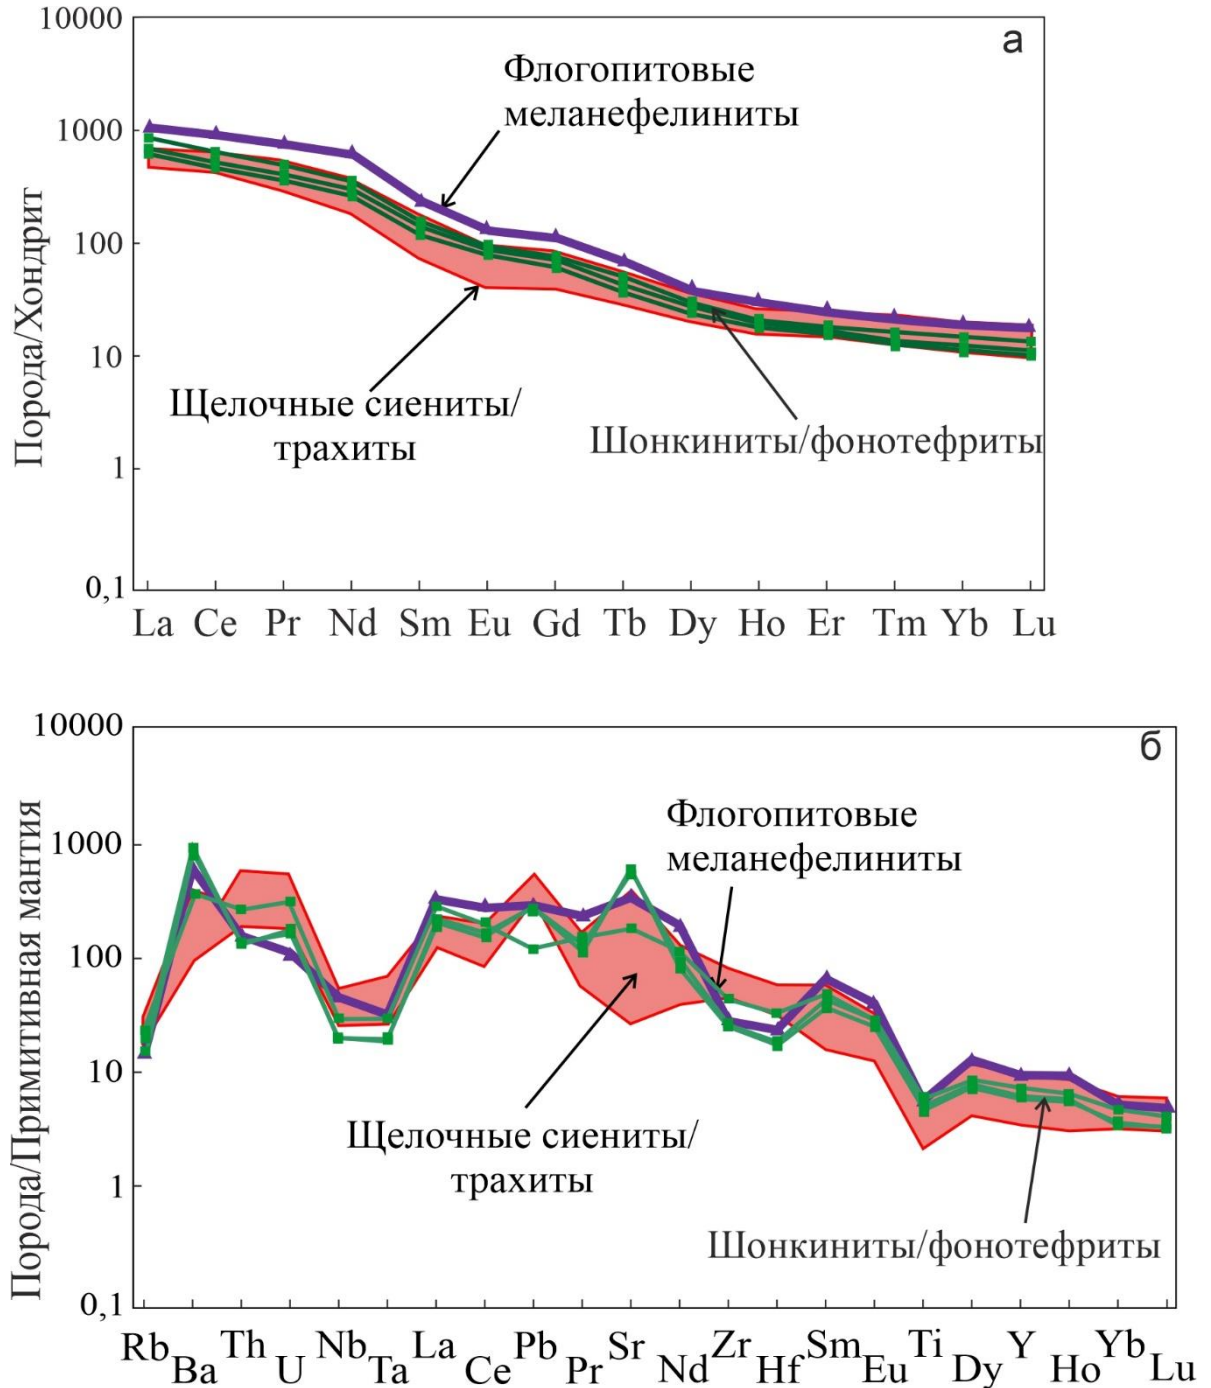 а
10000
1000
100
10
1
0,1
Порода/Хондрит
Флогопитовые
меланефелиниты
Щелочные сиениты/
трахиты
Шонкиниты/фонотефриты
La Ce Pr Nd Sm Eu Gd Tb Dy Ho Er Tm Yb Lu
б
10000
1000
100
10
1
0,1
Порода/Примитивная мантия
Флогопитовые
меланефелиниты
Щелочные сиениты/
трахиты
Шонкиниты/фонотефриты
Rb Ba Th U Nb Ta La Ce Pb Pr Sr Nd Zr Hf Sm Eu Ti Dy Y Ho Yb Lu